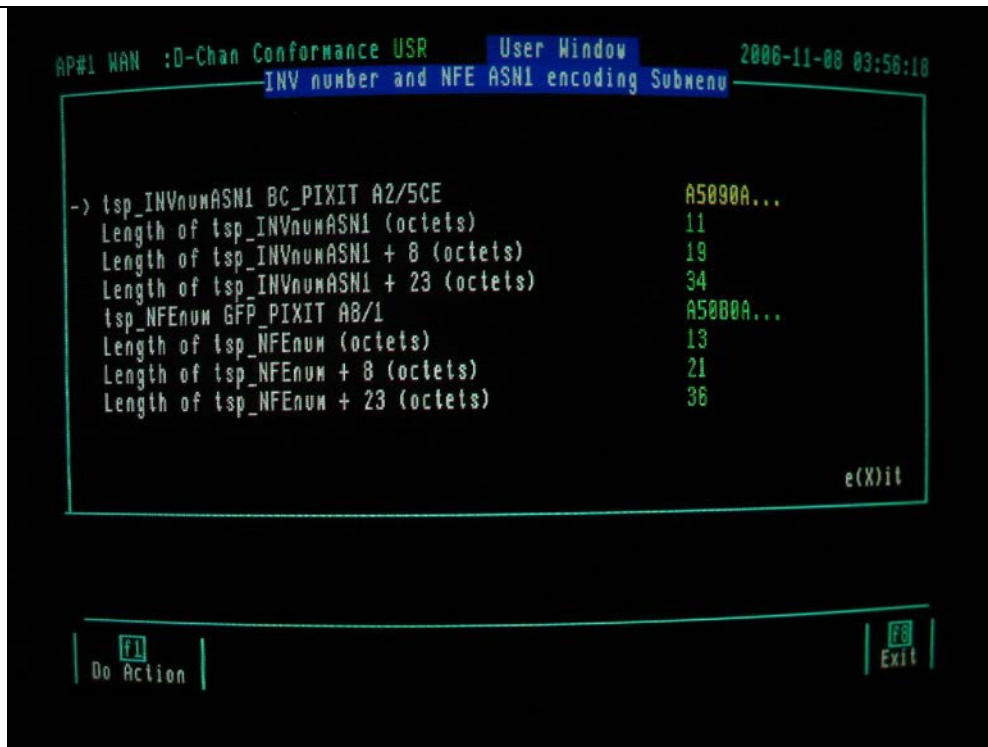 AP#1 WAN :D-Chan Conformance USR User Window 2006-11-08 03:56:18
INV number and NFE ASN1 encoding Submenu
-> tsp_INVnumASN1 BC_PIXIT A2/5CE A5090A...
Length of tsp_INVnumASN1 (octets) 11
Length of tsp_INVnumASN1 + 8 (octets) 19
Length of tsp_INVnumASN1 + 23 (octets) 34
tsp_NFEnum GFP_PIXIT A8/1 A50B0A...
Length of tsp_NFEnum (octets) 13
Length of tsp_NFEnum + 8 (octets) 21
Length of tsp_NFEnum + 23 (octets) 36
e(X)it
f1 f8
Do Action Exit